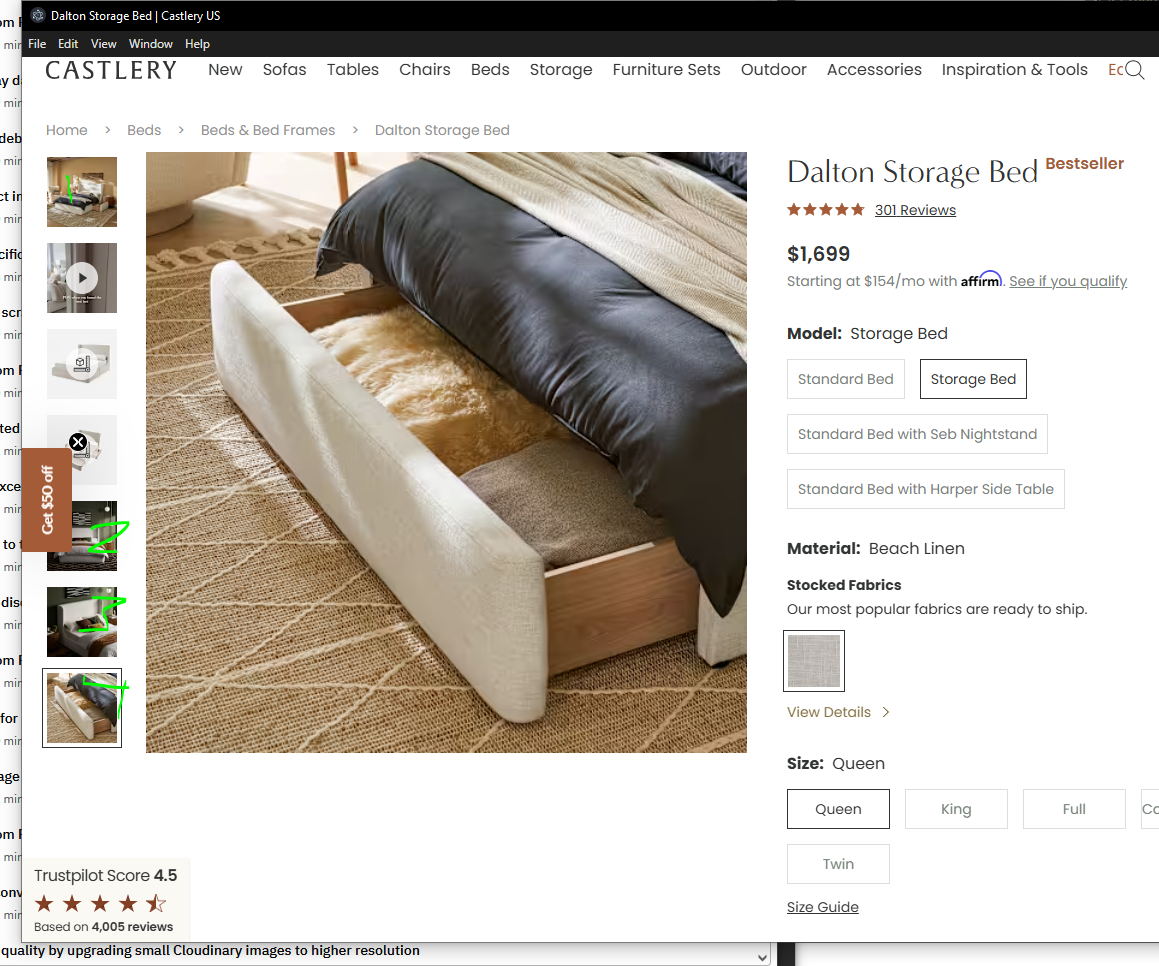 Dalton Storage Bed | Castlery US
File Edit View Window Help
CASTLERY New Sofas Tables Chairs Beds Storage Furniture Sets Outdoor Accessories Inspiration & Tools
Home > Beds > Beds & Bed Frames > Dalton Storage Bed
1
2
3
Get $50 off
Dalton Storage Bed Bestseller
301 Reviews
$1,699
Starting at $154/mo with affirm. See if you qualify
Model: Storage Bed
Standard Bed Storage Bed
Standard Bed with Seb Nightstand
Standard Bed with Harper Side Table
Material: Beach Linen
Stocked Fabrics
Our most popular fabrics are ready to ship.
View Details >
Size: Queen
Queen King Full
Twin
Size Guide
Trustpilot Score 4.5
Based on 4,005 reviews
quality by upgrading small Cloudinary images to higher resolution